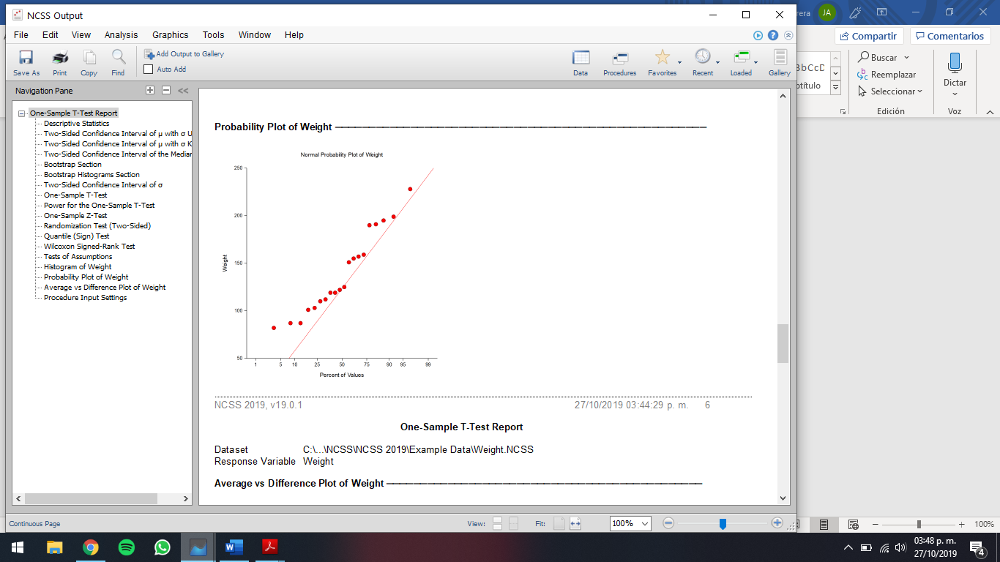 NCSS Output
rera JA
File Edit View Analysis Graphics Tools Window Help
Compartir Comentarios
Save As Print Copy Find
Add Output to Gallery
Auto Add
Data Procedures Favorites Recent Loaded Gallery
BbCcD
btítulo
Buscar
Reemplazar
Seleccionar
Edición
Dictar
Voz
Navigation Pane
One-Sample T-Test Report
Descriptive Statistics
Two-Sided Confidence Interval of μ with σ U
Two-Sided Confidence Interval of μ with σ K
Two-Sided Confidence Interval of the Median
Bootstrap Section
Bootstrap Histograms Section
Two-Sided Confidence Interval of σ
One-Sample T-Test
Power for the One-Sample T-Test
One-Sample Z-Test
Randomization Test (Two-Sided)
Quantile (Sign) Test
Wilcoxon Signed-Rank Test
Tests of Assumptions
Histogram of Weight
Probability Plot of Weight
Average vs Difference Plot of Weight
Procedure Input Settings
Probability Plot of Weight
Normal Probability Plot of Weight
250
200
150
100
50
Weight
1 5 10 25 50 75 90 95 99
Percent of Values
NCSS 2019, v19.0.1 27/10/2019 03:44:29 p. m. 6
One-Sample T-Test Report
Dataset C:\...\NCSS\NCSS 2019\Example Data\Weight.NCSS
Response Variable Weight
Average vs Difference Plot of Weight
Continuous Page View: Fit: 100%
100%
03:48 p. m.
27/10/2019
4